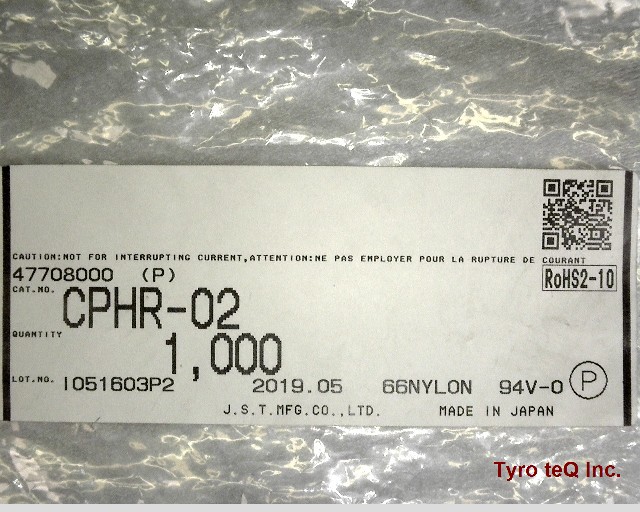 CAUTION:NOT FOR INTERRUPTING CURRENT,ATTENTION:NE PAS EMPLOYER POUR LA RUPTURE DE COURANT
47708000 (P)
RoHS2-10
CAT.NO. CPHR-02
QUANTITY 1,000
LOT.NO. I051603P2 2019.05 66NYLON 94V-0 P
J.S.T.MFG.CO.,LTD. MADE IN JAPAN
Tyro teQ Inc.